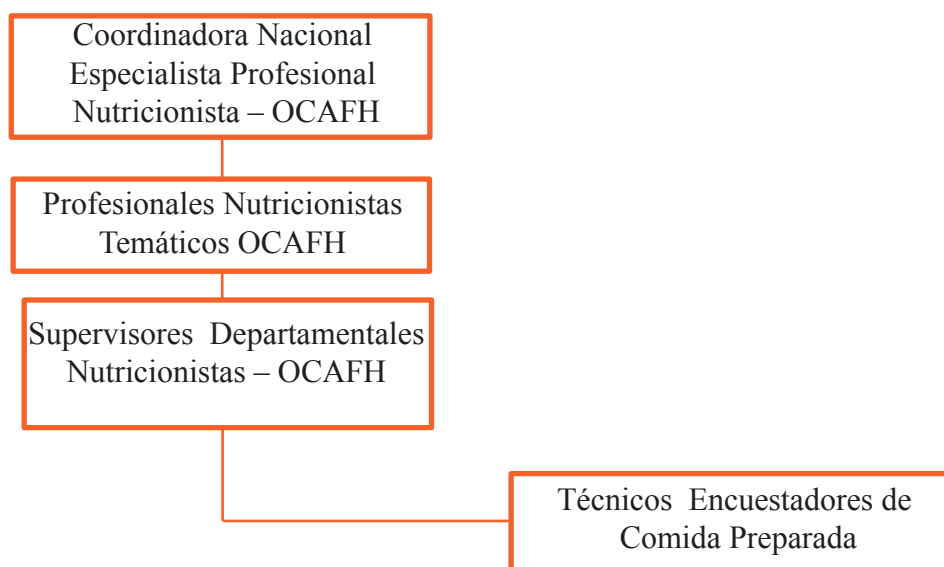 Coordinadora Nacional
Especialista Profesional
Nutricionista – OCAFH
Profesionales Nutricionistas
Temáticos OCAFH
Supervisores Departamentales
Nutricionistas – OCAFH
Técnicos Encuestadores de
Comida Preparada